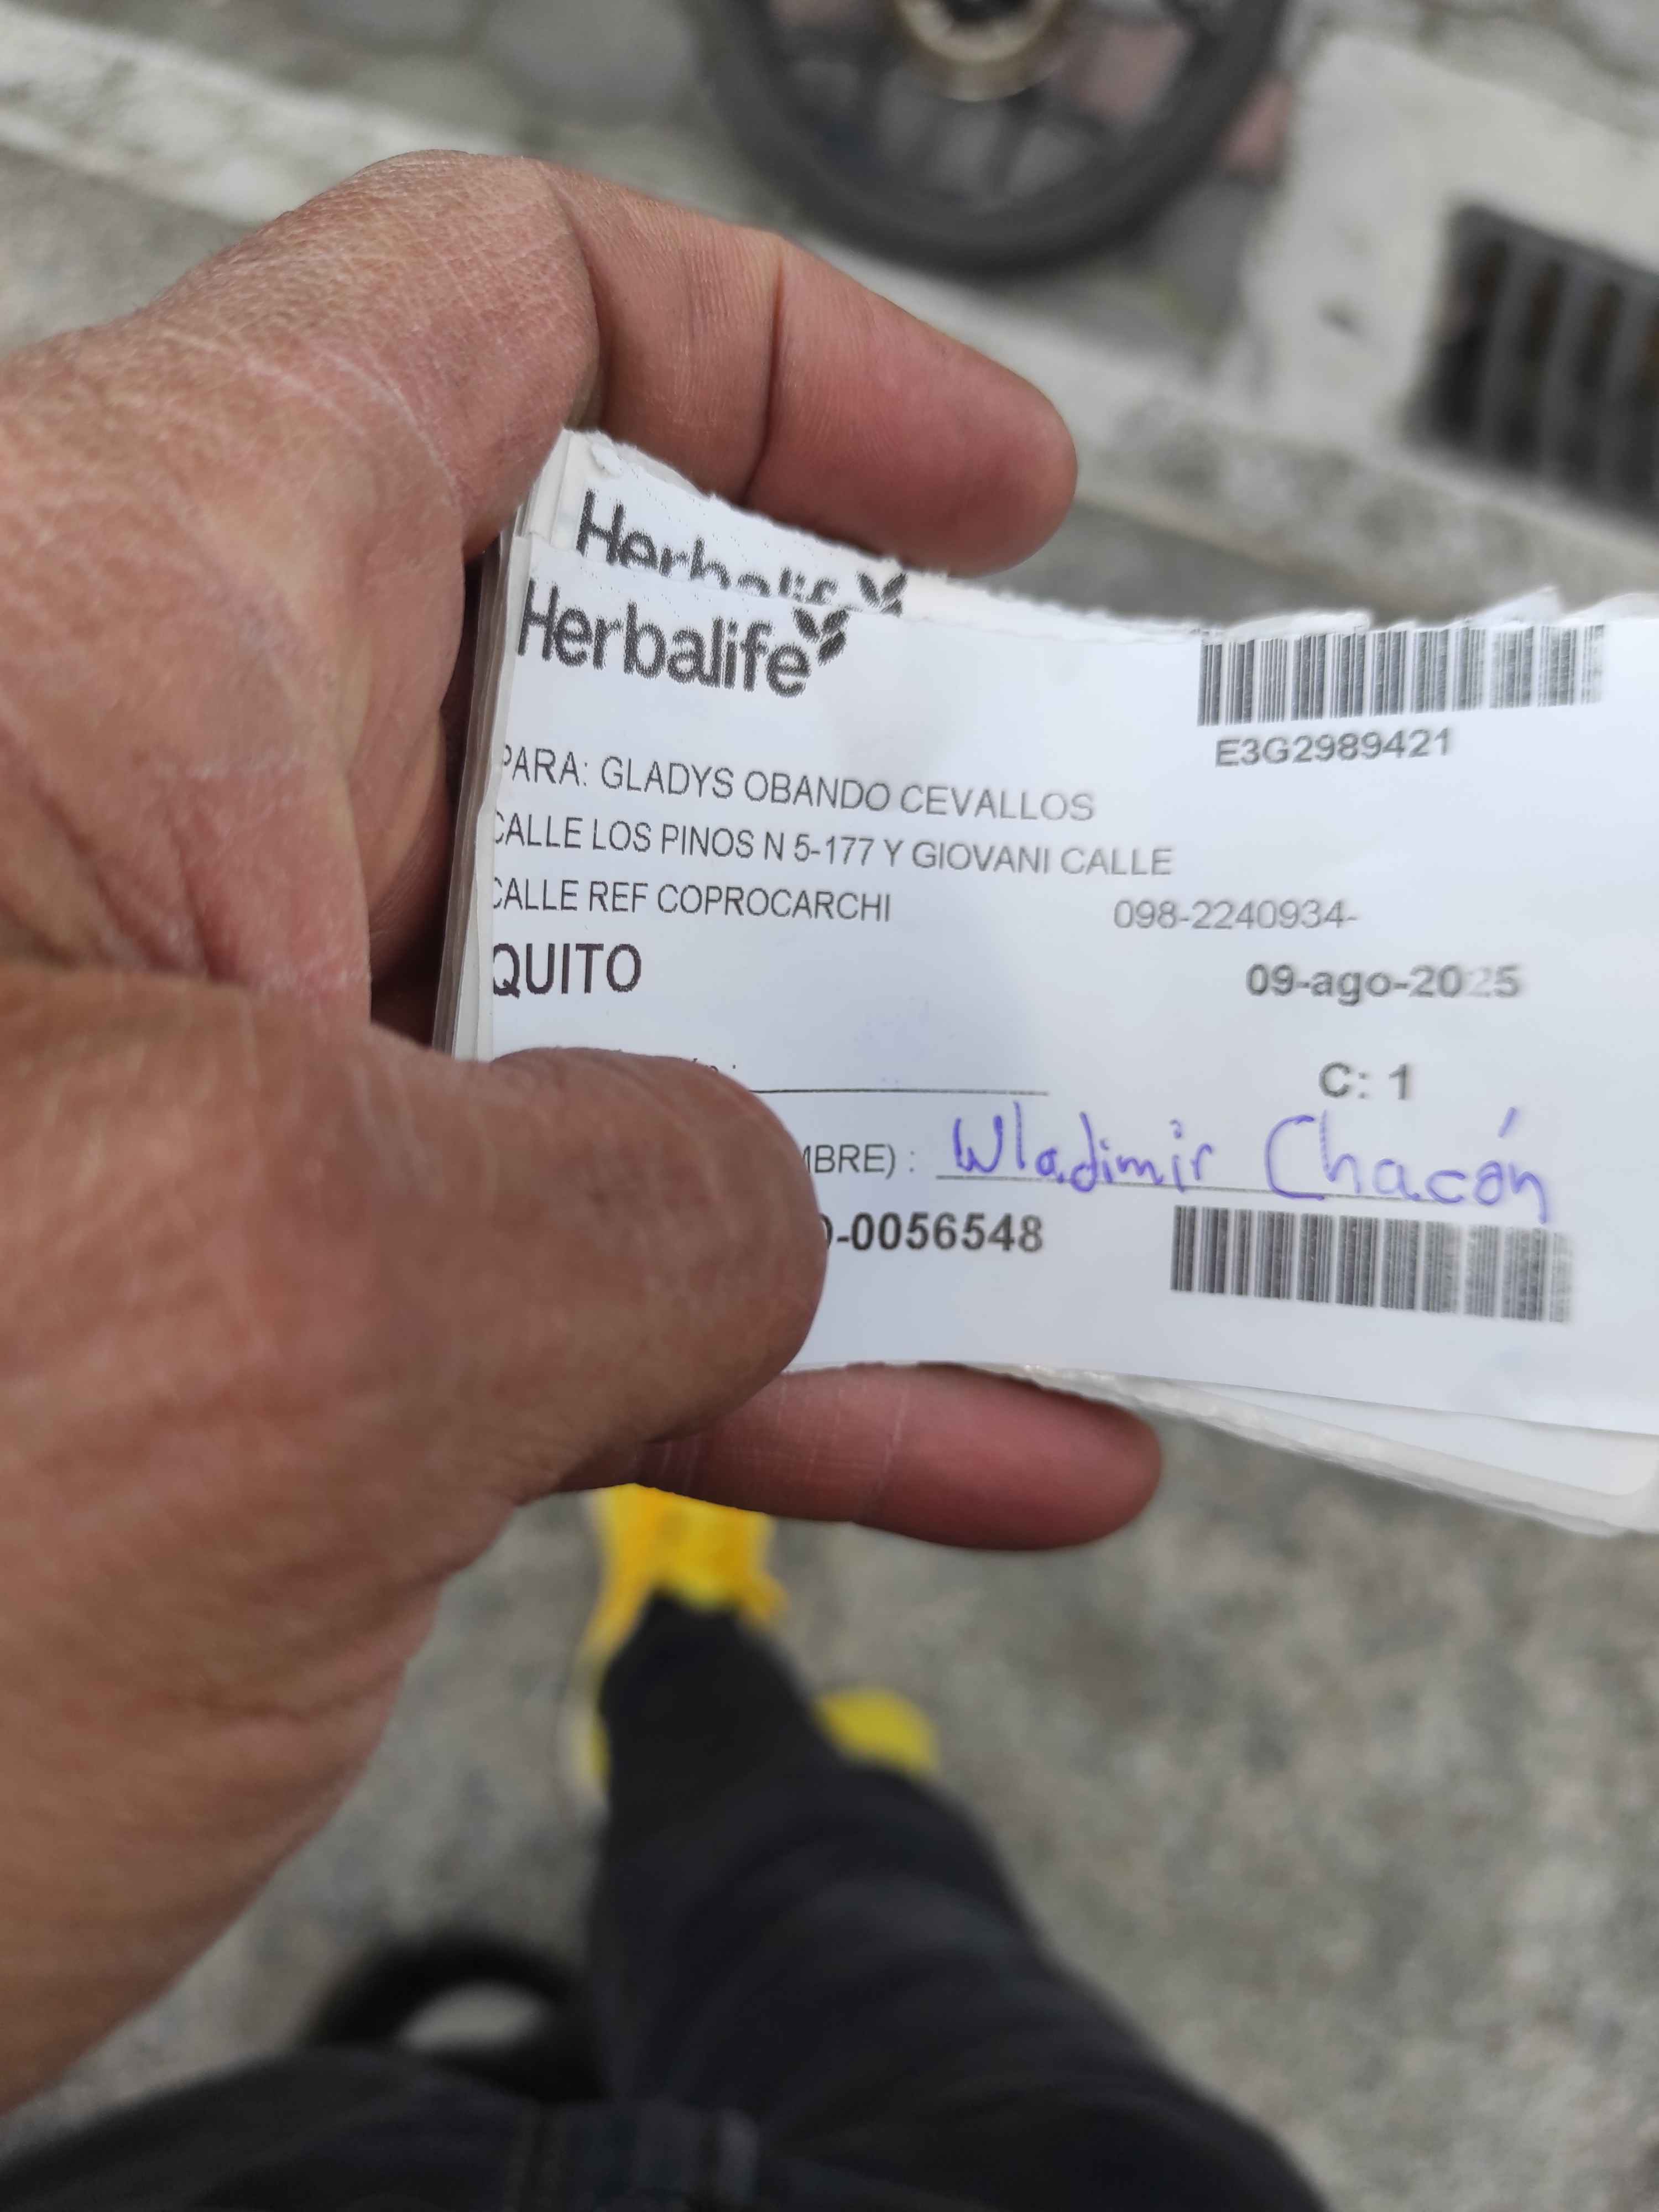 Herbalife
Herbalife
E3G2989421
PARA: GLADYS OBANDO CEVALLOS
CALLE LOS PINOS N 5-177 Y GIOVANI CALLE
CALLE REF COPROCARCHI 098-2240934-
QUITO 09-ago-2025
C: 1
MBRE) : Wladimir Chacón
-0056548